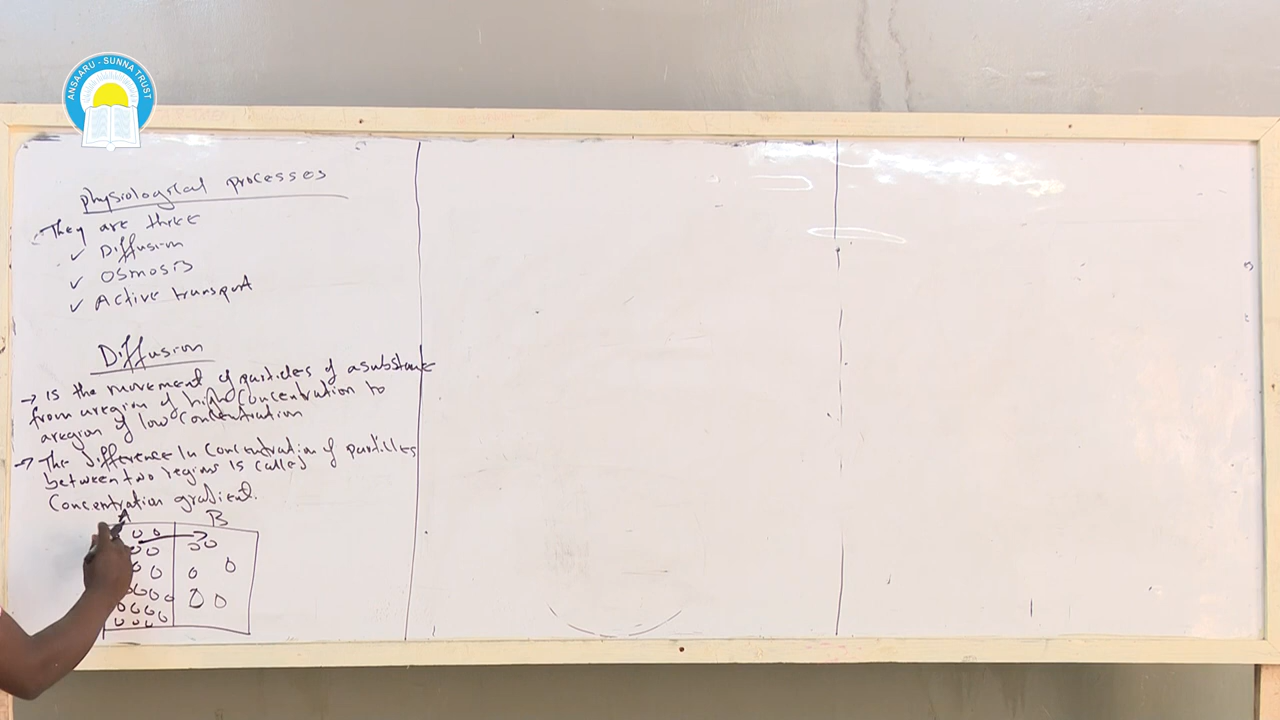 ANSAARU - SUNNA TRUST
physiological processes
They are three
✓ Diffusion
✓ Osmosis
✓ Active transport
Diffusion
→ is the movement of particles of a substance
from a region of high concentration to
a region of low concentration
→ The difference in concentration of particles
between two regions is called
Concentration gradient.
A B